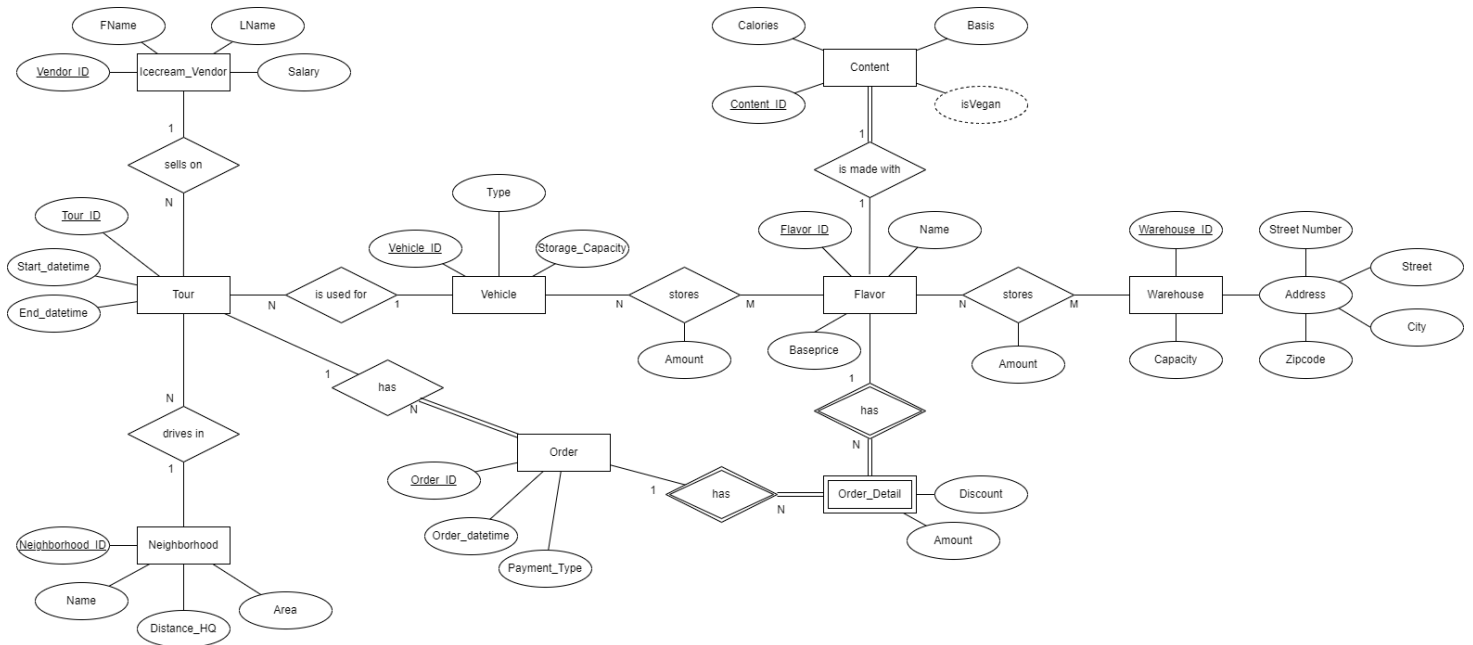 FName
LName
Vendor_ID
Icecream_Vendor
Salary
1
sells on
N
Calories
Basis
Content
Content_ID
isVegan
1
is made with
1
Tour_ID
Start_datetime
End_datetime
Tour
N
is used for
1
Type
Vehicle_ID
Storage_Capacity
Vehicle
N
stores
M
Amount
Flavor_ID
Name
Flavor
Baseprice
N
stores
M
Amount
Warehouse_ID
Warehouse
Capacity
Street Number
Street
Address
City
Zipcode
1
has
N
1
has
N
N
drives in
1
Order
Order_ID
Order_datetime
Payment_Type
1
has
N
Order_Detail
Discount
Amount
Neighborhood_ID
Neighborhood
Name
Distance_HQ
Area